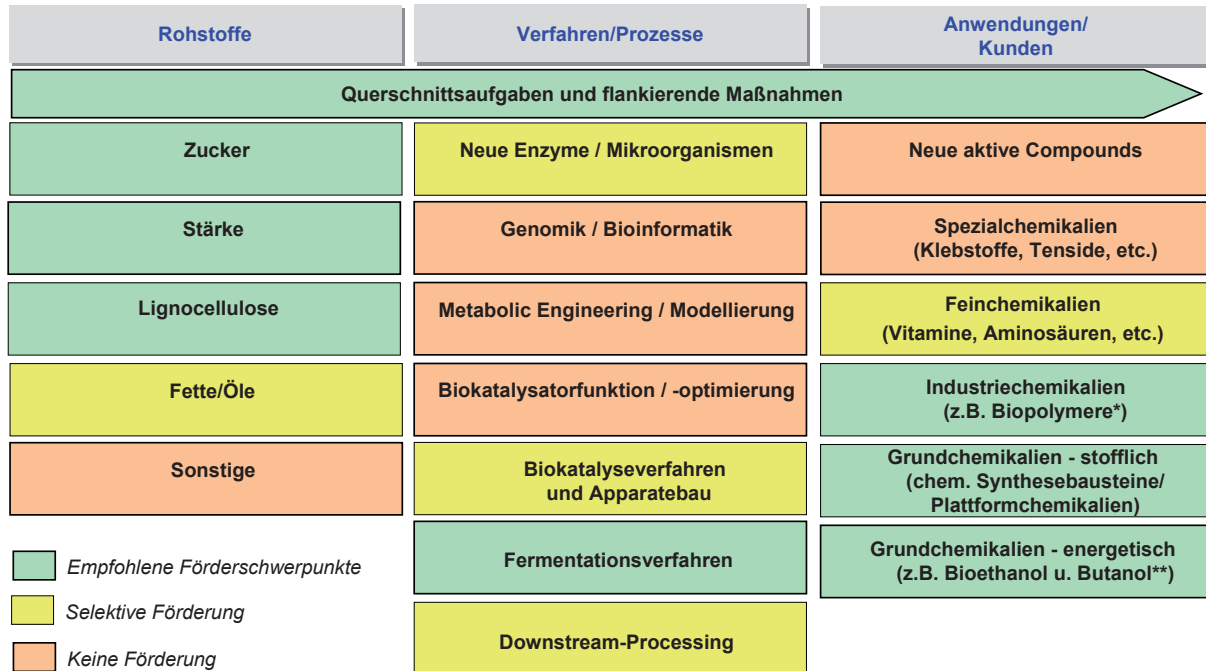 Rohstoffe
Verfahren/Prozesse
Anwendungen/
Kunden
Querschnittsaufgaben und flankierende Maßnahmen
Zucker
Stärke
Lignocellulose
Fette/Öle
Sonstige
Neue Enzyme / Mikroorganismen
Genomik / Bioinformatik
Metabolic Engineering / Modellierung
Biokatalysatorfunktion / -optimierung
Biokatalyseverfahren
und Apparatebau
Fermentationsverfahren
Downstream-Processing
Neue aktive Compounds
Spezialchemikalien
(Klebstoffe, Tenside, etc.)
Feinchemikalien
(Vitamine, Aminosäuren, etc.)
Industriechemikalien
(z.B. Biopolymere*)
Grundchemikalien - stofflich
(chem. Synthesebausteine/
Plattformchemikalien)
Grundchemikalien - energetisch
(z.B. Bioethanol u. Butanol**)
Empfohlene Förderschwerpunkte
Selektive Förderung
Keine Förderung